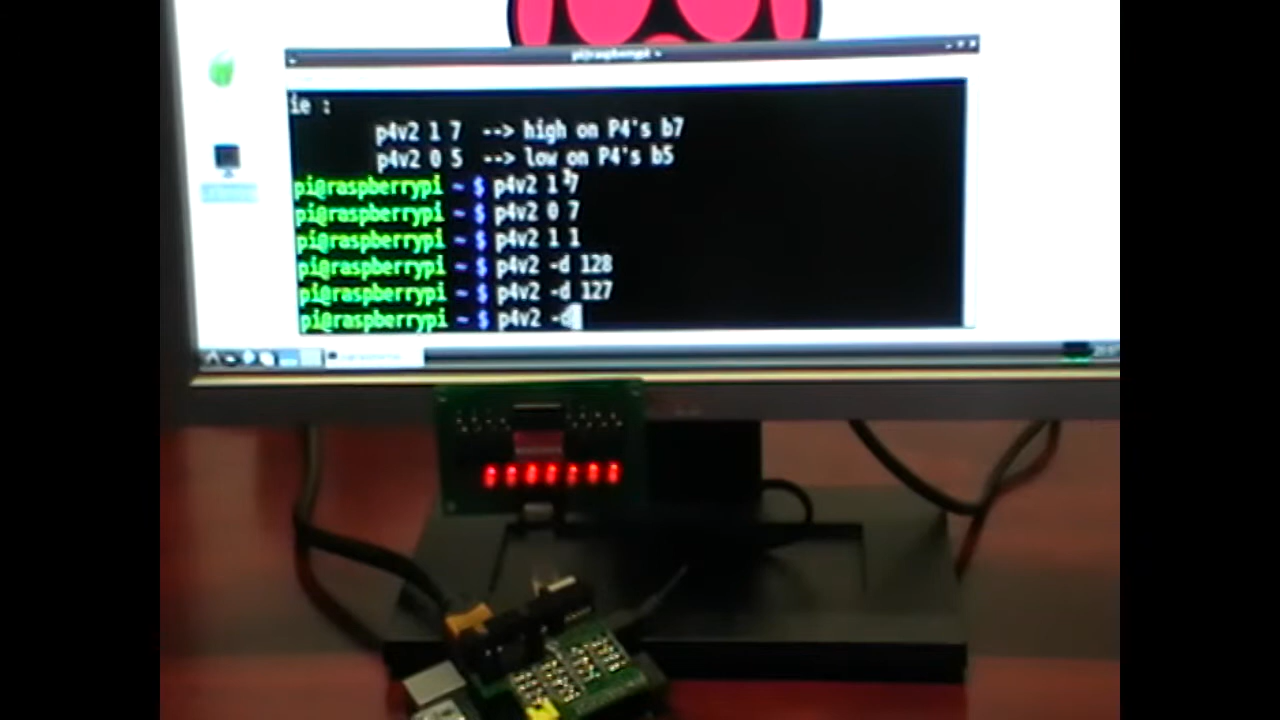 pi@raspberrypi: ~
ie :
p4v2 1 7 --> high on P4's b7
p4v2 0 5 --> low on P4's b5
pi@raspberrypi ~ $ p4v2 1 7
pi@raspberrypi ~ $ p4v2 0 7
pi@raspberrypi ~ $ p4v2 1 1
pi@raspberrypi ~ $ p4v2 -d 128
pi@raspberrypi ~ $ p4v2 -d 127
pi@raspberrypi ~ $ p4v2 -d